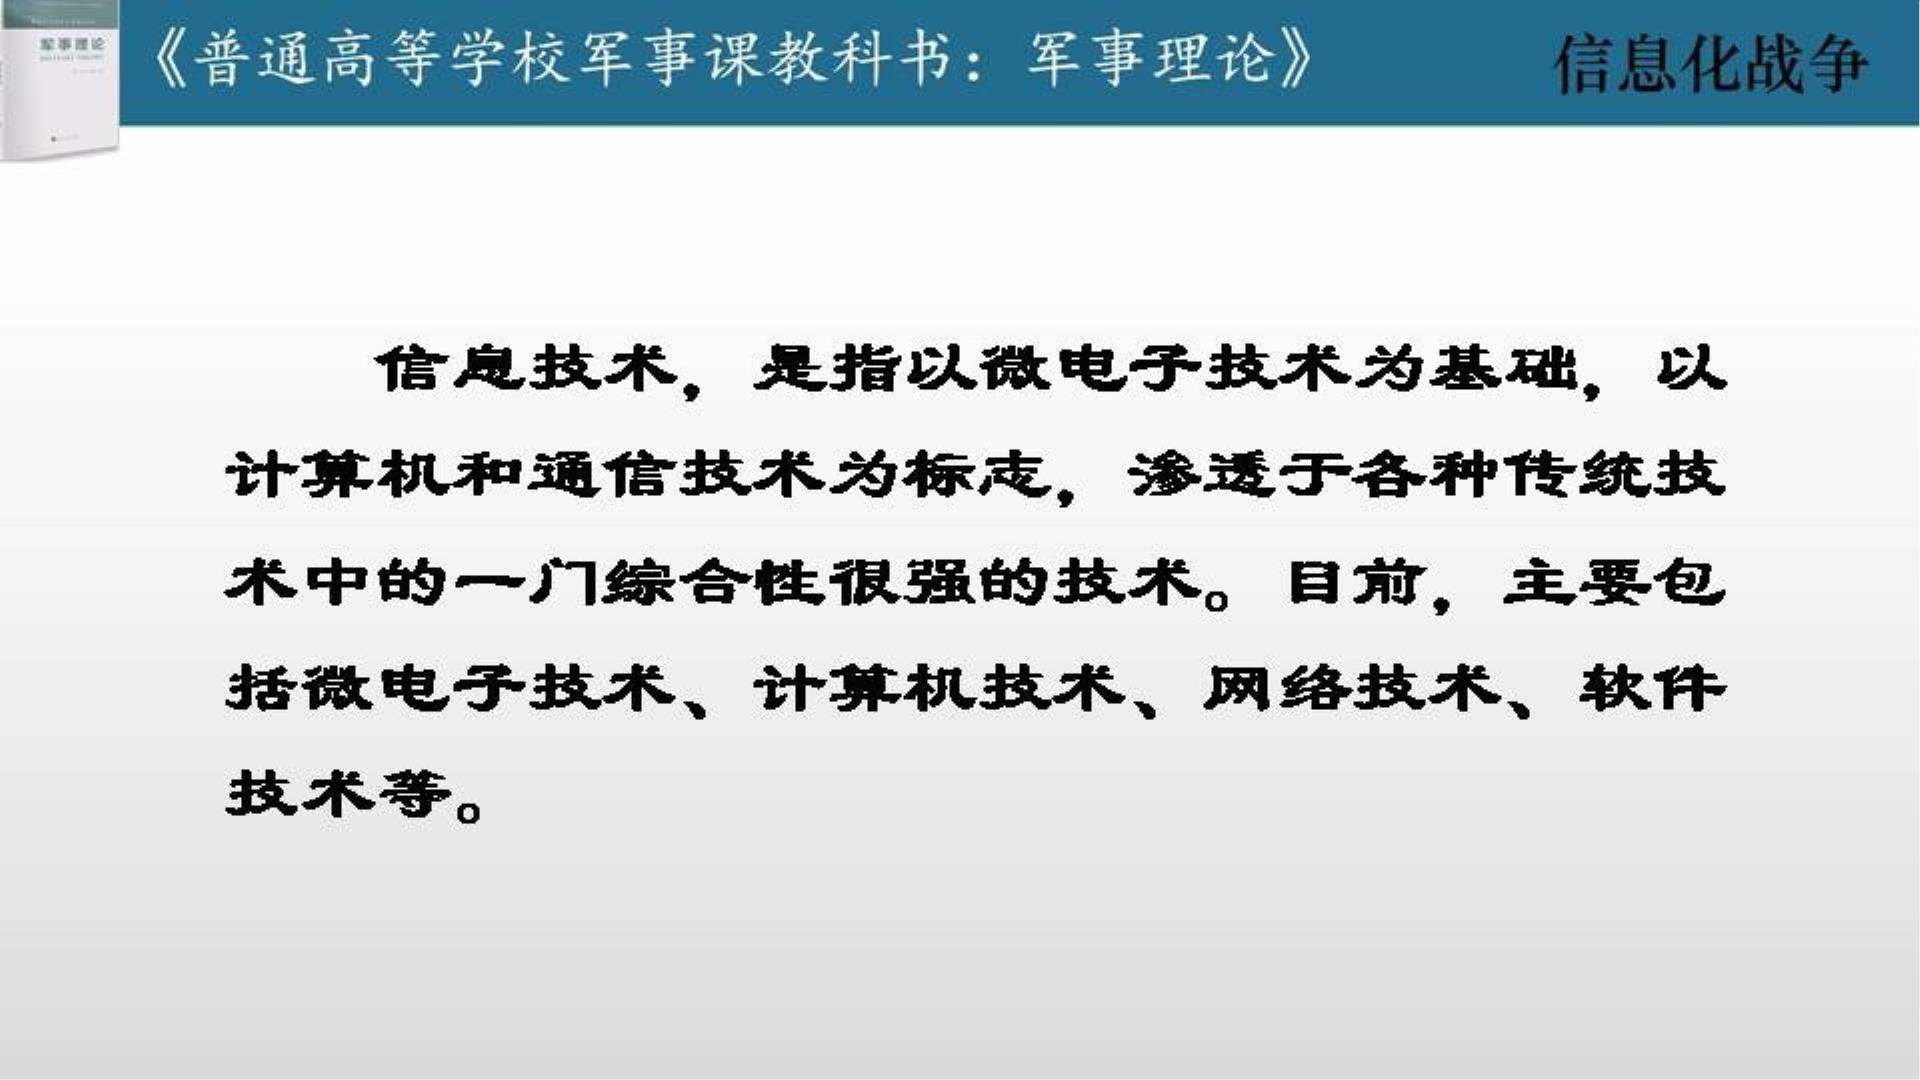 军事理论
《普通高等学校军事课教科书：军事理论》
信息化战争
信息技术，是指以微电子技术为基础，以
计算机和通信技术为标志，渗透于各种传统技
术中的一门综合性很强的技术。目前，主要包
括微电子技术、计算机技术、网络技术、软件
技术等。